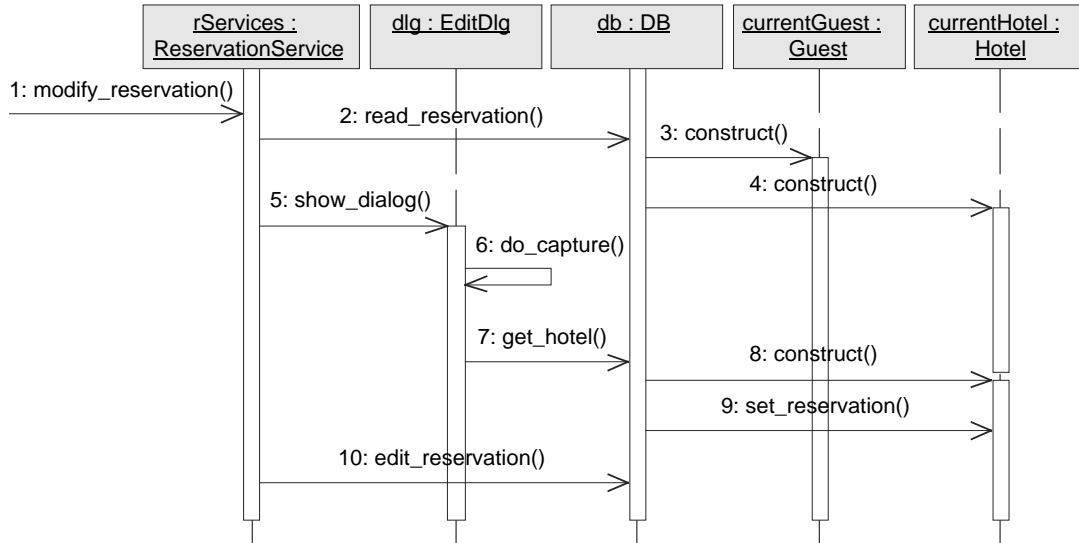 rServices :
ReservationService
dlg : EditDlg
db : DB
currentGuest :
Guest
currentHotel :
Hotel
1: modify_reservation()
2: read_reservation()
3: construct()
4: construct()
5: show_dialog()
6: do_capture()
7: get_hotel()
8: construct()
9: set_reservation()
10: edit_reservation()